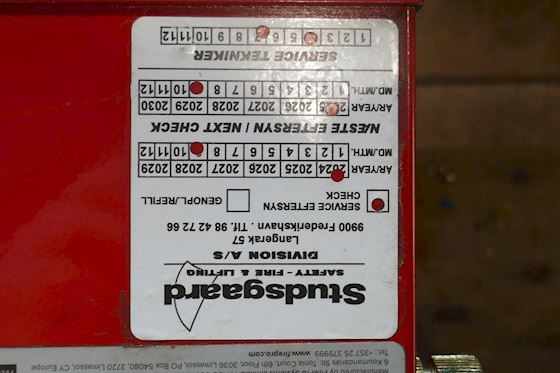 6 Koumandarias Str. Tonia Court, 6th Floor, 3036 Limassol, PO Box 54080, 3720 Limassol, CY Europe
Tel.: +357 25 379999 www.firepro.com
Studsgaard
SAFETY - FIRE & LIFTING
DIVISION A/S
Langerak 57
9900 Frederikshavn . Tlf. 98 42 72 66
SERVICE EFTERSYN
CHECK
GENOPL./REFILL
ÅR/YEAR 2024 2025 2026 2027 2028 2029
MD./MTH. 1 2 3 4 5 6 7 8 10 11 12
NÆSTE EFTERSYN / NEXT CHECK
ÅR/YEAR 2025 2026 2027 2028 2029 2030
MD./MTH. 1 2 3 4 5 6 7 8 10 11 12
SERVICE TEKNIKER
1 2 3 5 6 7 8 9 10 11 12